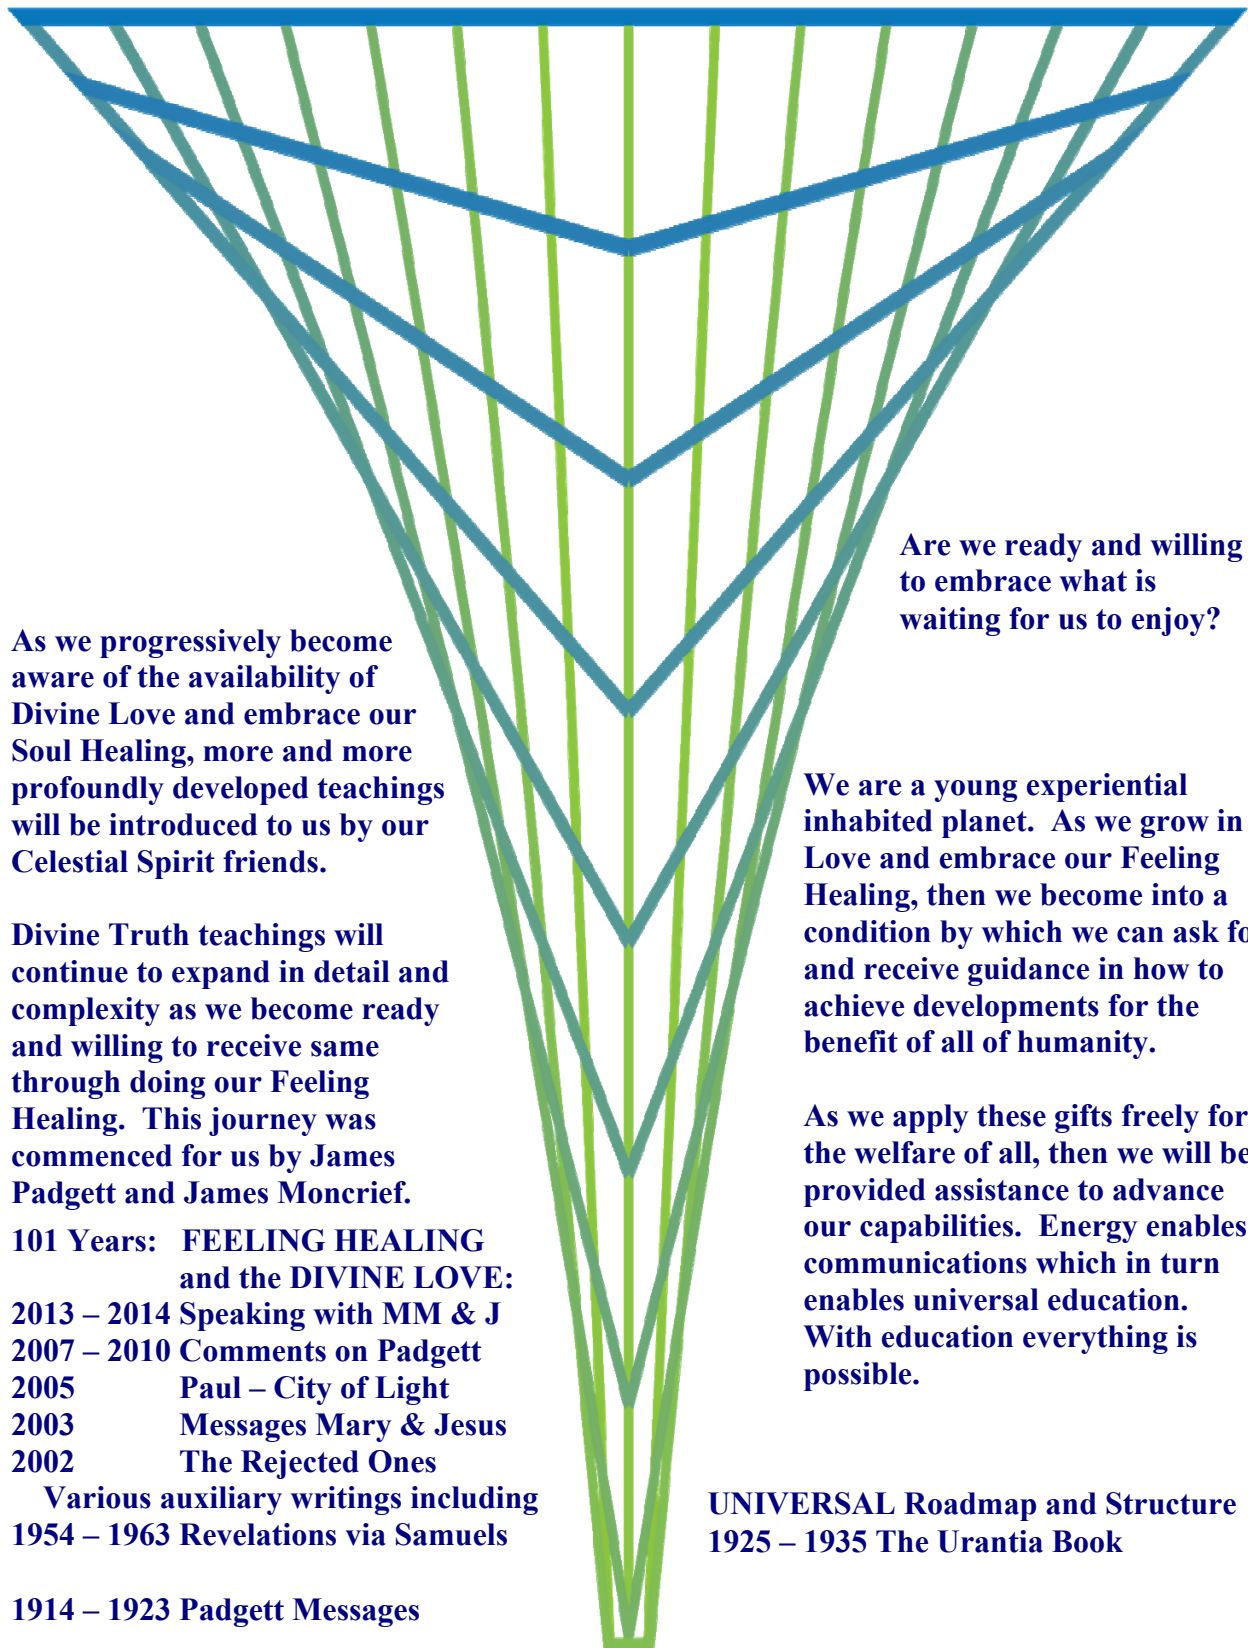 Are we ready and willing
to embrace what is
waiting for us to enjoy?
As we progressively become
aware of the availability of
Divine Love and embrace our
Soul Healing, more and more
profoundly developed teachings
will be introduced to us by our
Celestial Spirit friends.
Divine Truth teachings will
continue to expand in detail and
complexity as we become ready
and willing to receive same
through doing our Feeling
Healing.  This journey was
commenced for us by James
Padgett and James Moncrief.
101 Years:   FEELING HEALING
and the DIVINE LOVE:
2013 – 2014 Speaking with MM & J
2007 – 2010 Comments on Padgett
2005 Paul – City of Light
2003 Messages Mary & Jesus
2002 The Rejected Ones
Various auxiliary writings including
1954 – 1963 Revelations via Samuels
1914 – 1923 Padgett Messages
We are a young experiential
inhabited planet.  As we grow in
Love and embrace our Feeling
Healing, then we become into a
condition by which we can ask fo
and receive guidance in how to
achieve developments for the
benefit of all of humanity.
As we apply these gifts freely for
the welfare of all, then we will be
provided assistance to advance
our capabilities.  Energy enables
communications which in turn
enables universal education.
With education everything is
possible.
UNIVERSAL Roadmap and Structure
1925 – 1935 The Urantia Book